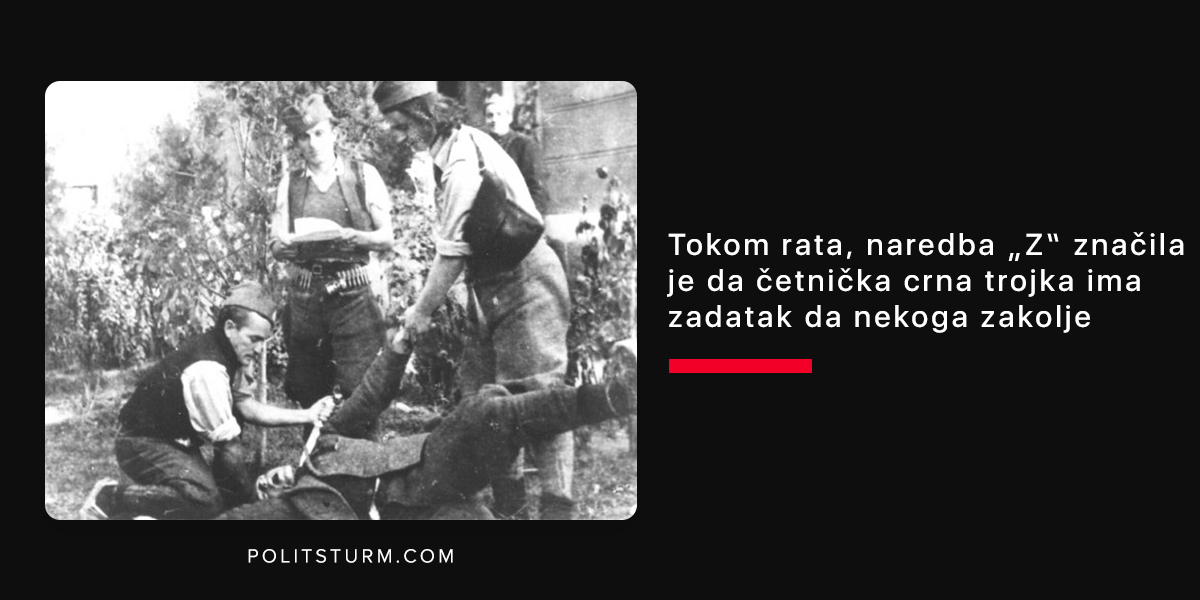 Tokom rata, naredba „Z‟ značila
je da četnička crna trojka ima
zadatak da nekoga zakolje
POLITSTURM.COM